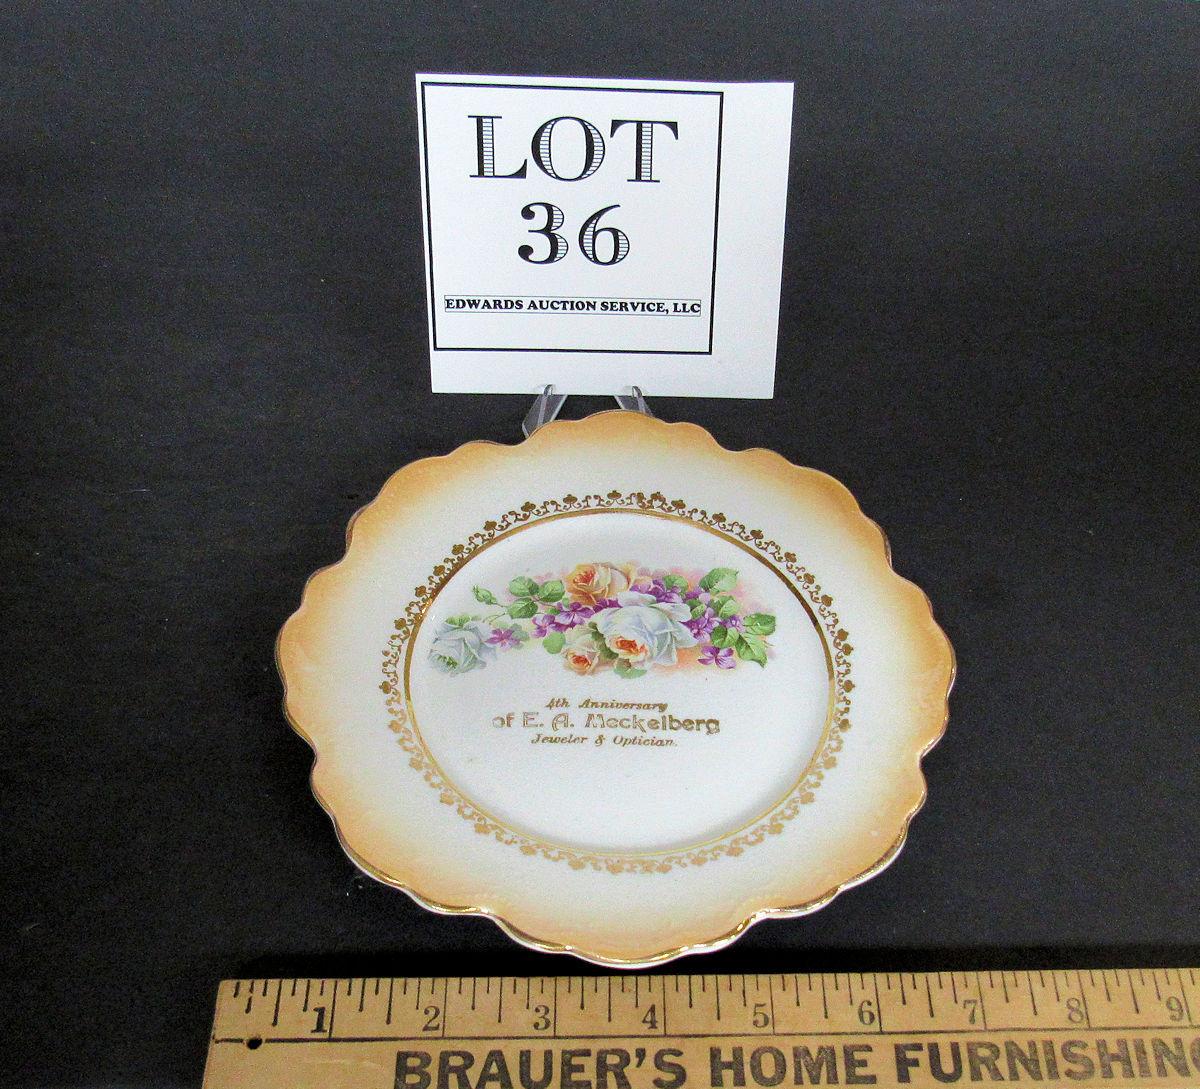 LOT
36
EDWARDS AUCTION SERVICE, LLC
4th Anniversary
of E. A. Meckelberg
Jeweler & Optician.
1 2 3 4 5 6 7 8 9
BRAUER'S HOME FURNISHING